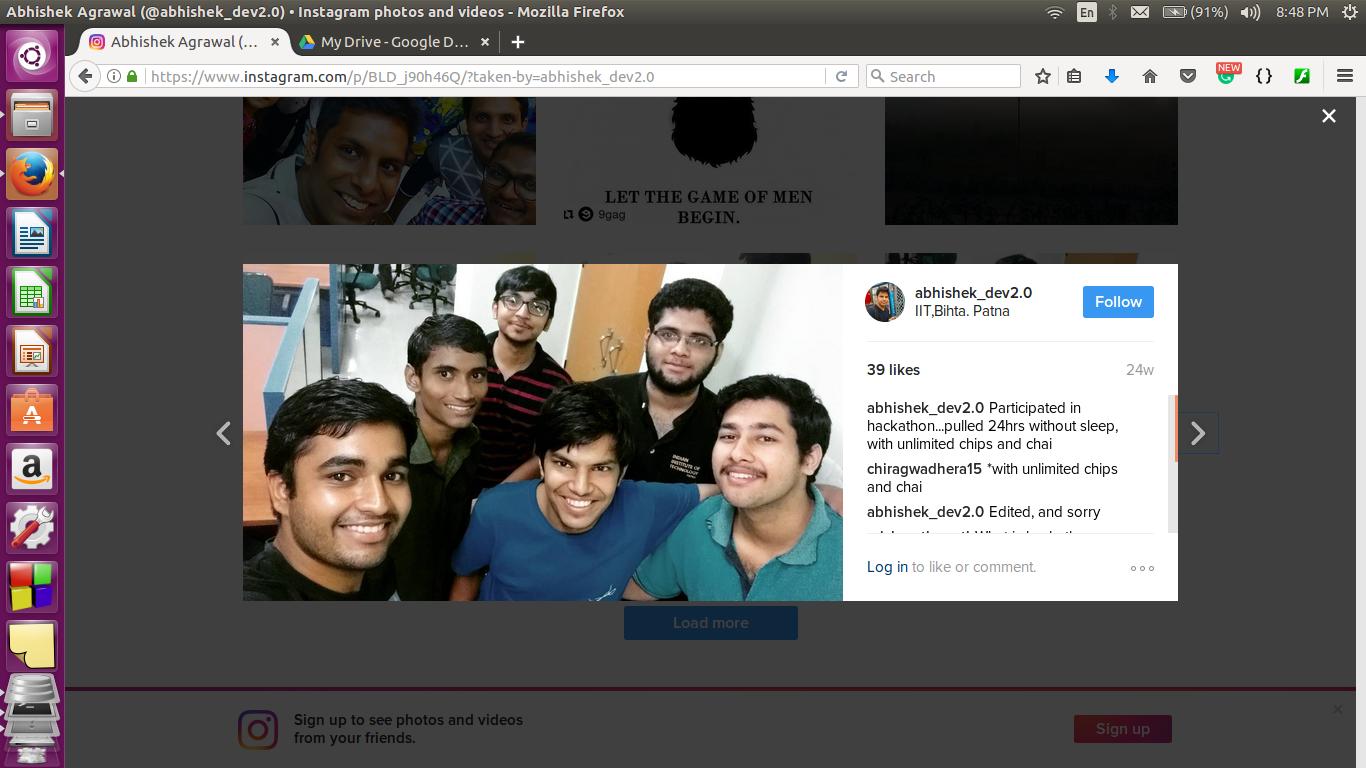 Abhishek Agrawal (@abhishek_dev2.0) • Instagram photos and videos - Mozilla Firefox
En
(91%)
8:48 PM
Abhishek Agrawal (...
My Drive - Google D...
https://www.instagram.com/p/BLD_j90h46Q/?taken-by=abhishek_dev2.0
Search
NEW
LET THE GAME OF MEN
BEGIN.
9gag
INDIAN
INSTITUTE OF
TECHNOLOGY
abhishek_dev2.0
IIT,Bihta. Patna
Follow
39 likes
24w
abhishek_dev2.0 Participated in
hackathon...pulled 24hrs without sleep,
with unlimited chips and chai
chiragwadhera15 *with unlimited chips
and chai
abhishek_dev2.0 Edited, and sorry
Log in to like or comment.
Load more
Sign up to see photos and videos
from your friends.
Sign up